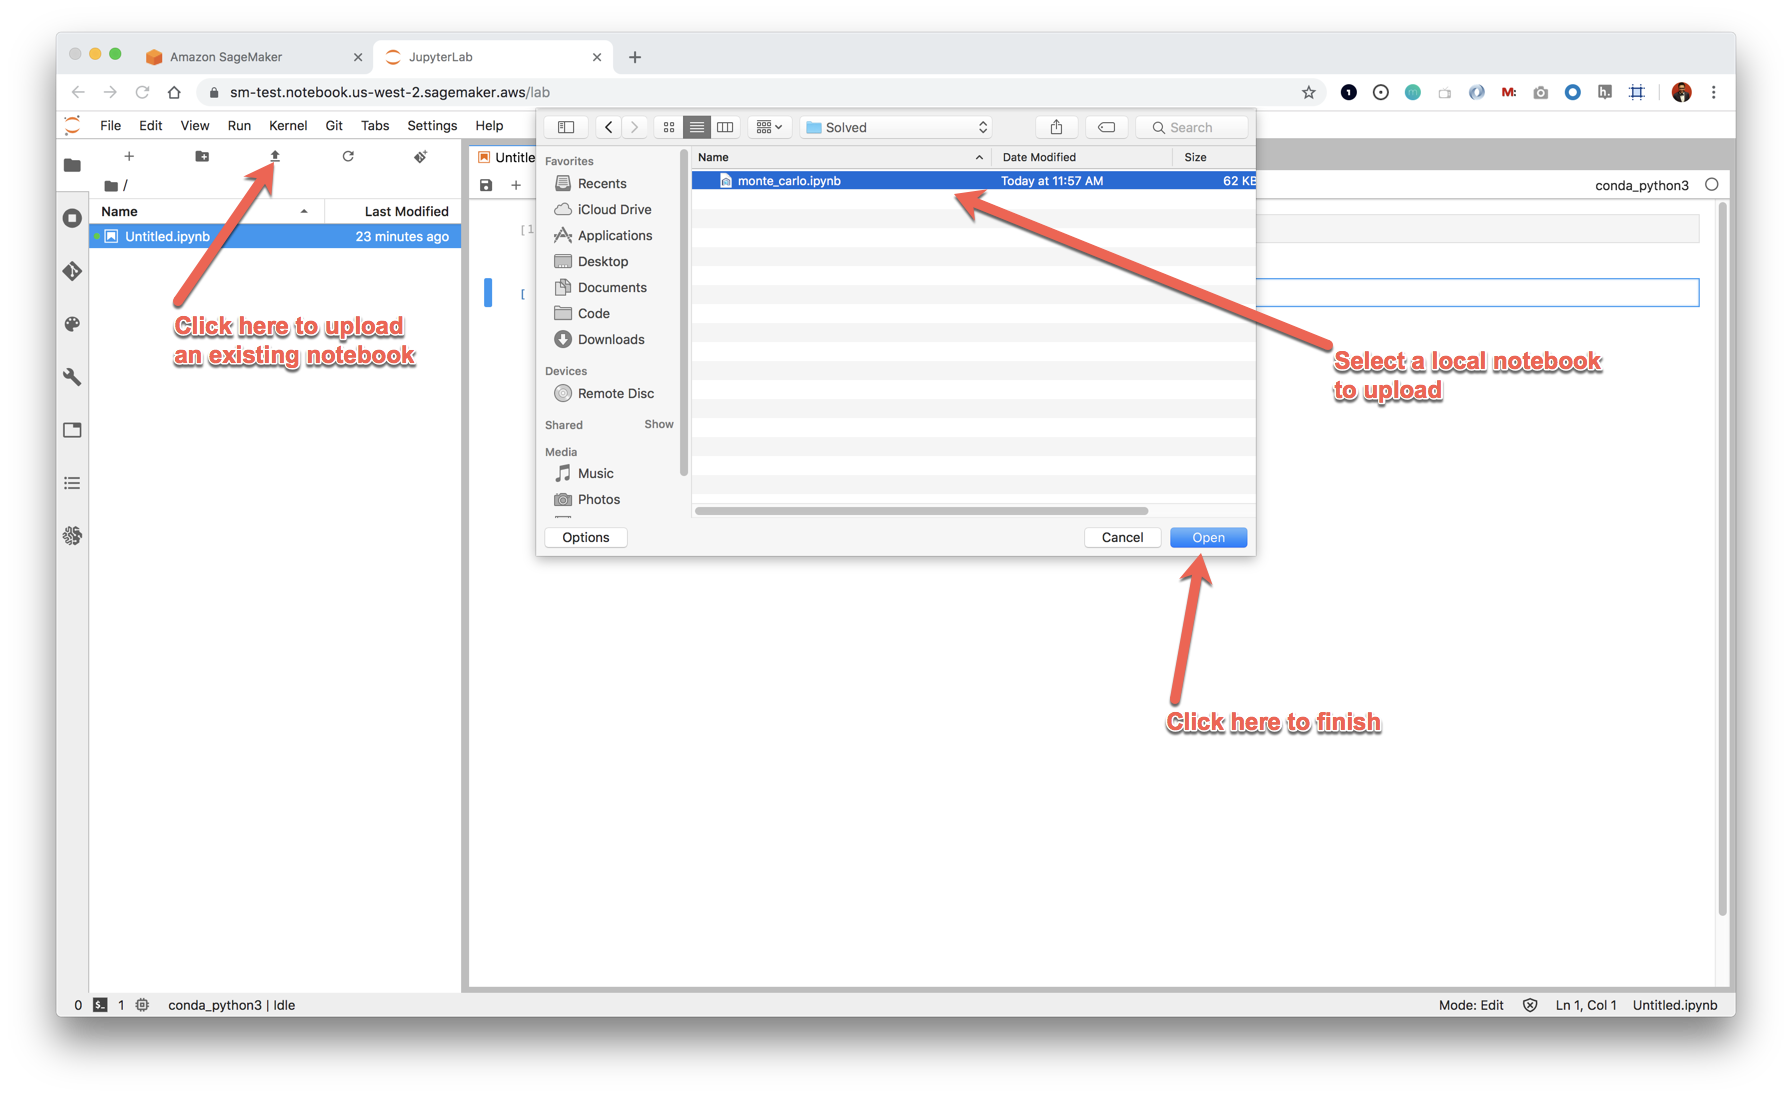 Amazon SageMaker
JupyterLab
sm-test.notebook.us-west-2.sagemaker.aws/lab
File Edit View Run Kernel Git Tabs Settings Help
Solved
Search
/
Name Last Modified
Untitled.ipynb 23 minutes ago
Click here to upload
an existing notebook
Untitle
[1
[
Favorites
Recents
iCloud Drive
Applications
Desktop
Documents
Code
Downloads
Devices
Remote Disc
Shared Show
Media
Music
Photos
Name Date Modified Size
monte_carlo.ipynb Today at 11:57 AM 62 KB
Options Cancel Open
conda_python3
Select a local notebook
to upload
Click here to finish
0 $_ 1 conda_python3 | Idle
Mode: Edit Ln 1, Col 1 Untitled.ipynb